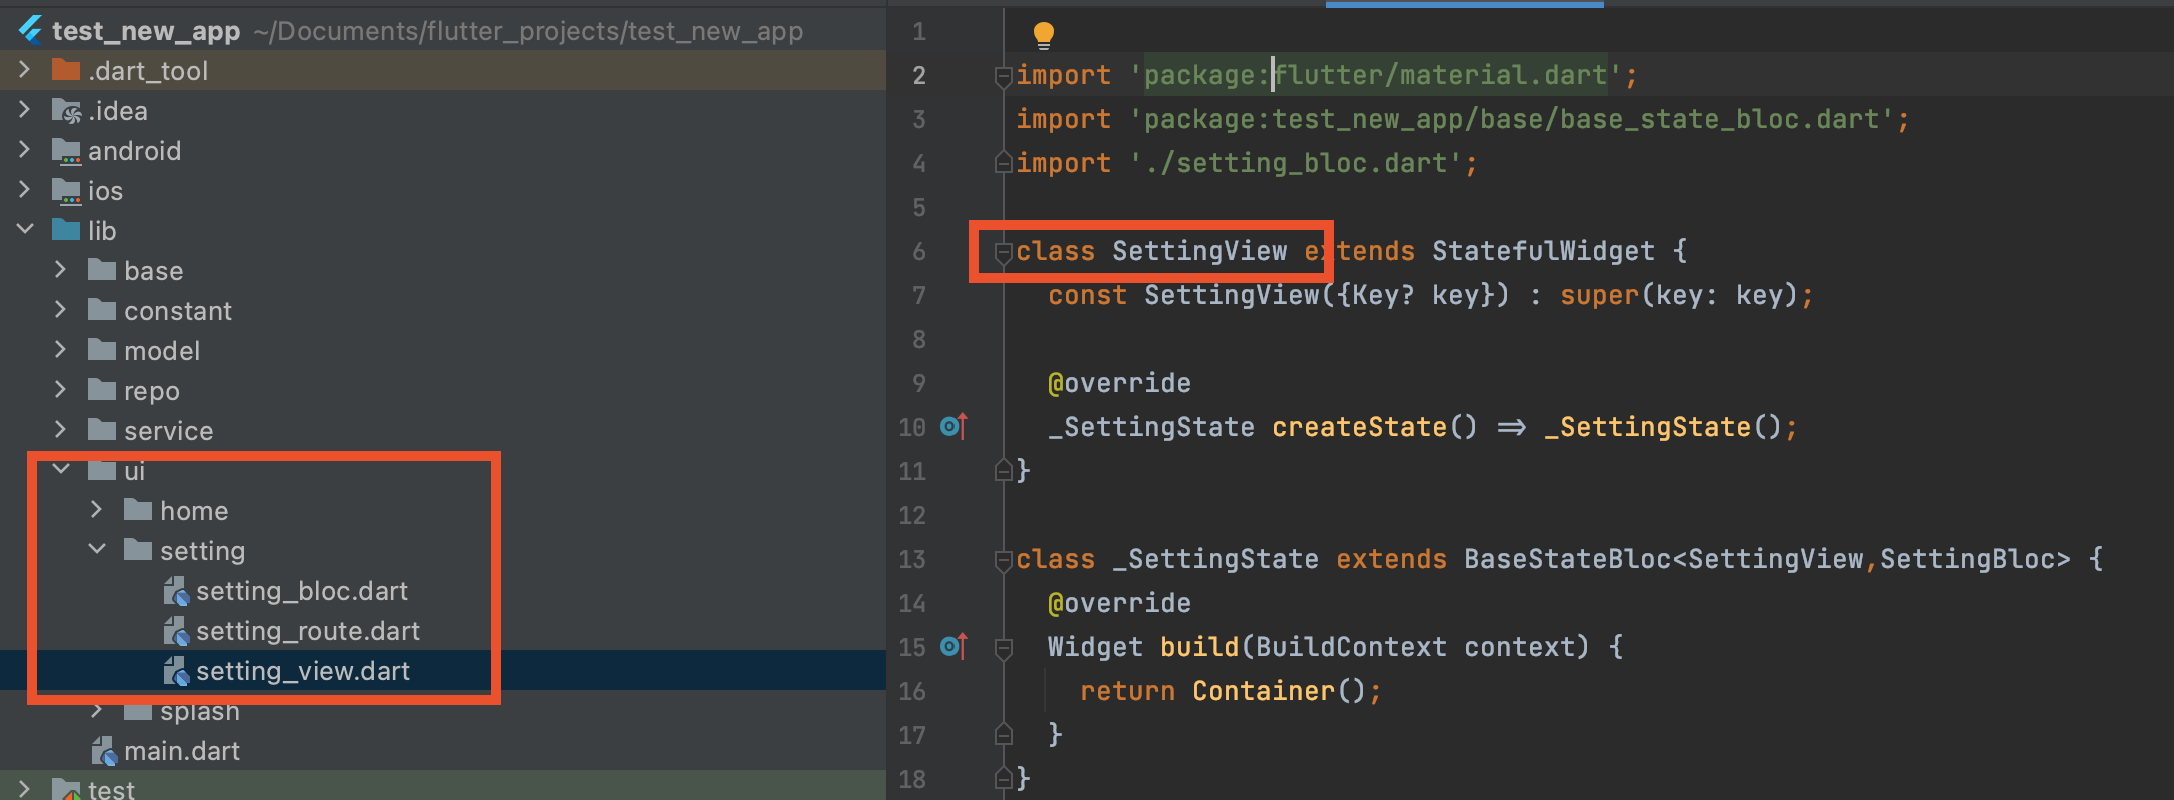 test_new_app ~/Documents/flutter_projects/test_new_app
.dart_tool
.idea
android
ios
lib
base
constant
model
repo
service
ui
home
setting
setting_bloc.dart
setting_route.dart
setting_view.dart
splash
main.dart
test
1
2 import 'package:flutter/material.dart';
3 import 'package:test_new_app/base/base_state_bloc.dart';
4 import './setting_bloc.dart';
5
6 class SettingView extends StatefulWidget {
7 const SettingView({Key? key}) : super(key: key);
8
9 @override
10 _SettingState createState() => _SettingState();
11 }
12
13 class _SettingState extends BaseStateBloc<SettingView,SettingBloc> {
14 @override
15 Widget build(BuildContext context) {
16 return Container();
17 }
18 }